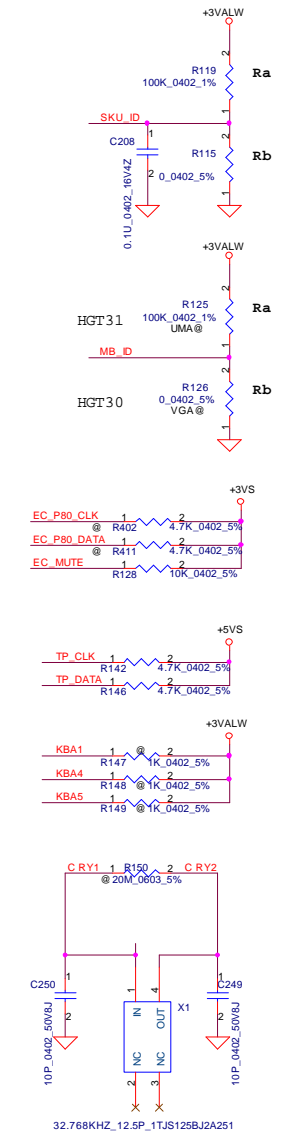 +3VALW
2
R119
100K_0402_1%
Ra
1
SKU_ID
1
C208
2
0.1U_0402_16V4Z
2
R115
0_0402_5%
Rb
1
+3VALW
2
R125
100K_0402_1%
UMA@
Ra
HGT31
1
MB_ID
2
R126
0_0402_5%
VGA@
Rb
HGT30
1
+3VS
EC_P80_CLK 1 2
@ R402 4.7K_0402_5%
EC_P80_DATA 1 2
@ R411 4.7K_0402_5%
EC_MUTE 1 2
R128 10K_0402_5%
+5VS
TP_CLK 1 2
R142 4.7K_0402_5%
TP_DATA 1 2
R146 4.7K_0402_5%
+3VALW
KBA1 1 @ 2
R147 1K_0402_5%
KBA4 1 2
R148 @ 1K_0402_5%
KBA5 1 2
R149 @ 1K_0402_5%
C RY1 1 R150 2 C RY2
@ 20M_0603_5%
C250
1
2
10P_0402_50V8J
1
4
IN
OUT
X1
NC
NC
2
3
C249
1
2
10P_0402_50V8J
32.768KHZ_12.5P_1TJS125BJ2A251